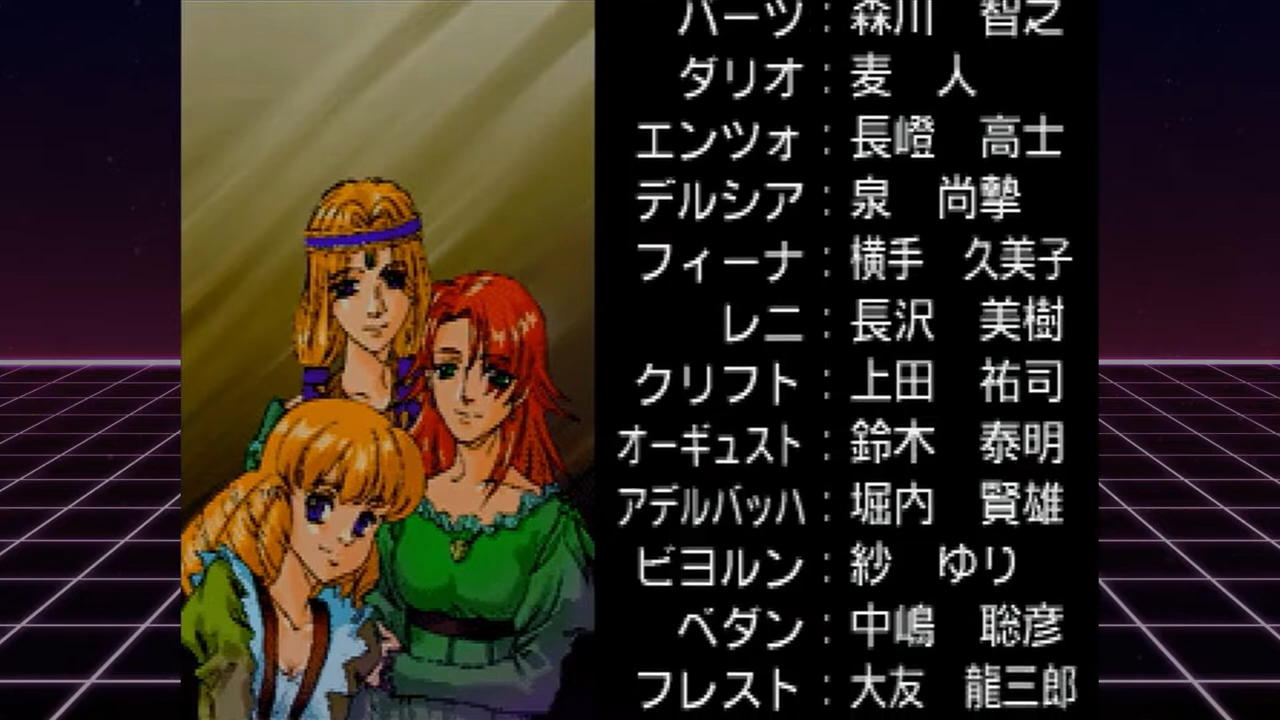 バーツ：森川　智之
ダリオ：麦　人
エンツォ：長嶝　高士
デルシア：泉　尚摯
フィーナ：横手　久美子
レニ：長沢　美樹
クリフト：上田　祐司
オーギュスト：鈴木　泰明
アデルバッハ：堀内　賢雄
ビヨルン：紗　ゆり
ベダン：中嶋　聡彦
フレスト：大友　龍三郎